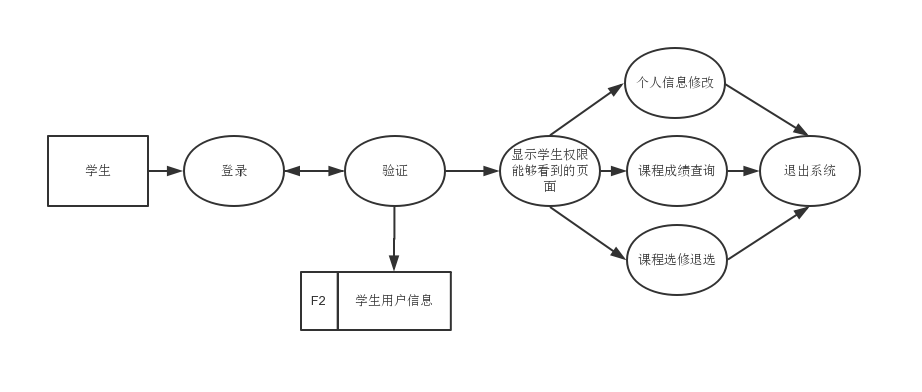 个人信息修改
学生
登录
验证
显示学生权限
能够看到的页
面
课程成绩查询
退出系统
课程选修退选
F2
学生用户信息